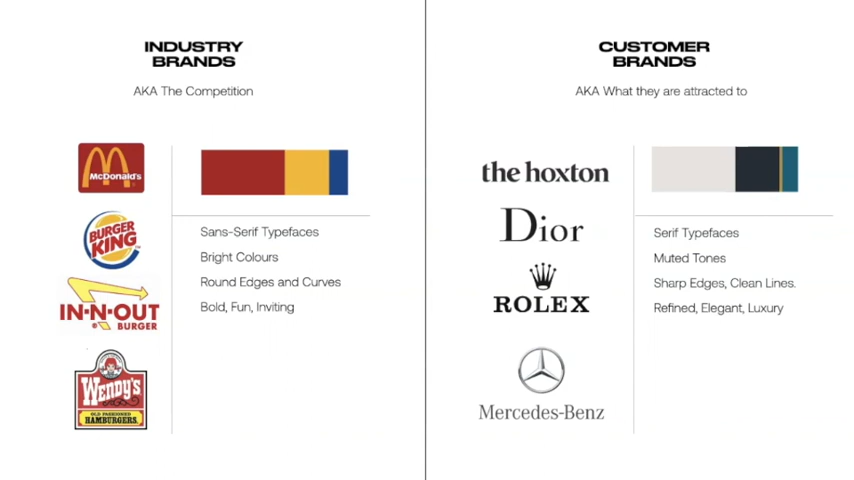 INDUSTRY
BRANDS
AKA The Competition
McDonald's
BURGER
KING
IN-N-OUT
BURGER
WENDY'S
OLD FASHIONED
HAMBURGERS.
Sans-Serif Typefaces
Bright Colours
Round Edges and Curves
Bold, Fun, Inviting
CUSTOMER
BRANDS
AKA What they are attracted to
the hoxton
Dior
ROLEX
Mercedes-Benz
Serif Typefaces
Muted Tones
Sharp Edges, Clean Lines.
Refined, Elegant, Luxury